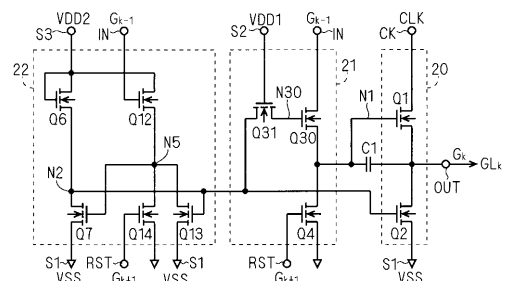 VDD2 Gk-1 VDD1 Gk-1 CLK
S3 IN S2 IN CK
22 21 20
N30 N1 Q1
Q6 Q12 Q31 Q30
N5 C1 Gk
N2 GLk
OUT
Q7 Q14 Q13 Q4 Q2
S1 RST S1 RST S1
VSS Gk+1 VSS Gk+1 VSS